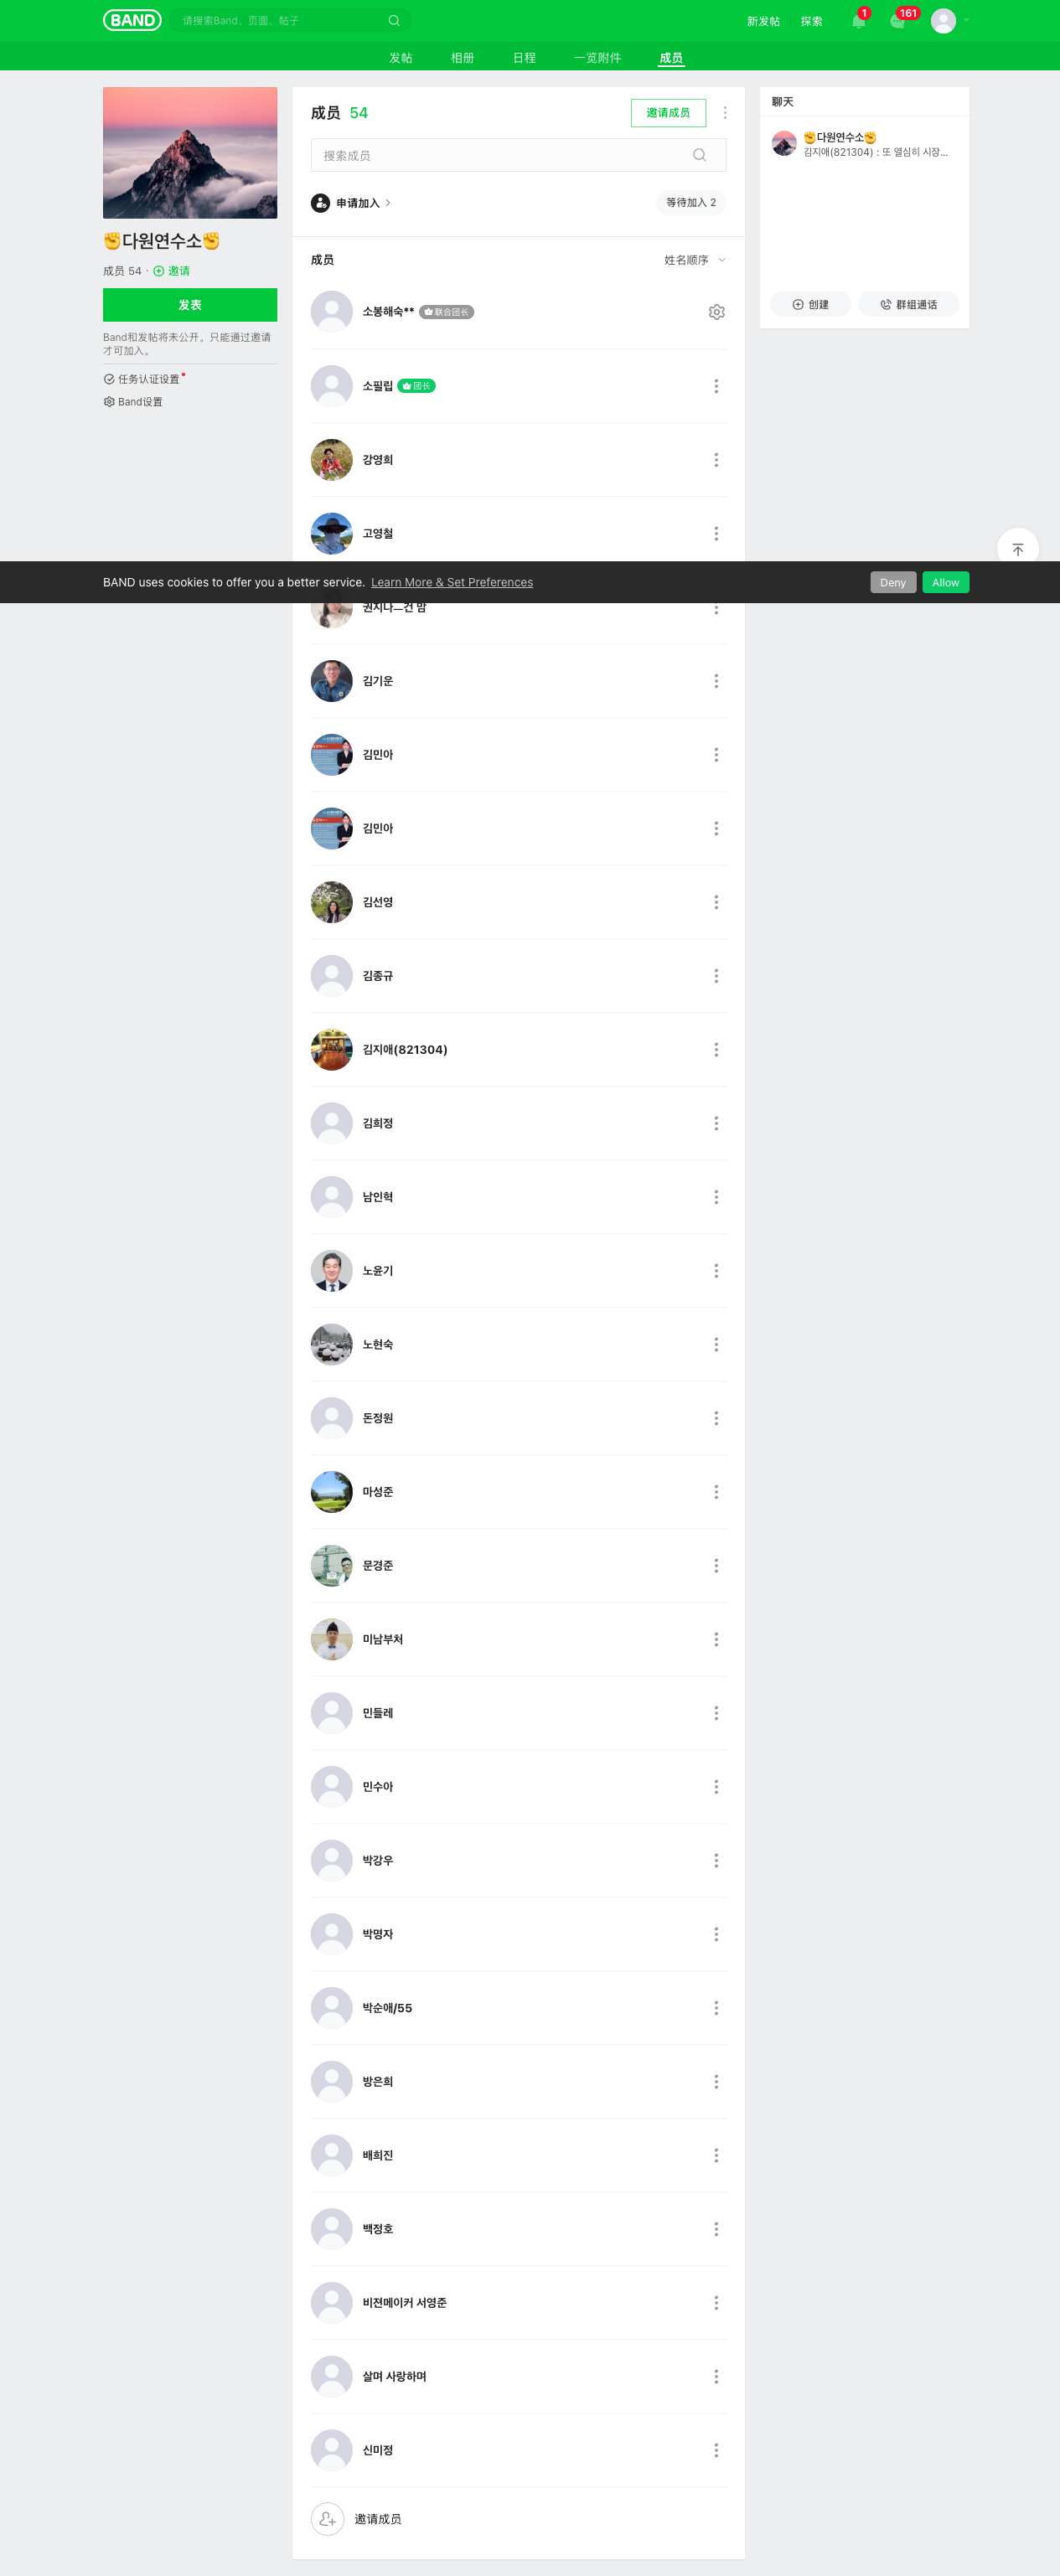 BAND
请搜索Band、页面、帖子
新发帖
探索
1
161
发帖
相册
日程
一览附件
成员
✊다원연수소✊
成员 54 · 邀请
发表
Band和发帖将未公开。只能通过邀请
才可加入。
任务认证设置
Band设置
成员 54
邀请成员
搜索成员
申请加入
等待加入 2
成员
姓名顺序
소봉해숙** 联合团长
소필립 团长
강영희
고영철
BAND uses cookies to offer you a better service. Learn More & Set Preferences
Deny
Allow
권지나ㅡ건 맘
김기운
김민아
김민아
김선영
김종규
김지애(821304)
김희정
남인혁
노윤기
노현숙
돈정원
마성준
문경준
미남부처
민들레
민수아
박강우
박명자
박순애/55
방은희
배희진
백정호
비젼메이커 서영준
살며 사랑하며
신미정
邀请成员
聊天
✊다원연수소✊
김지애(821304) : 또 열심히 시장...
创建
群组通话